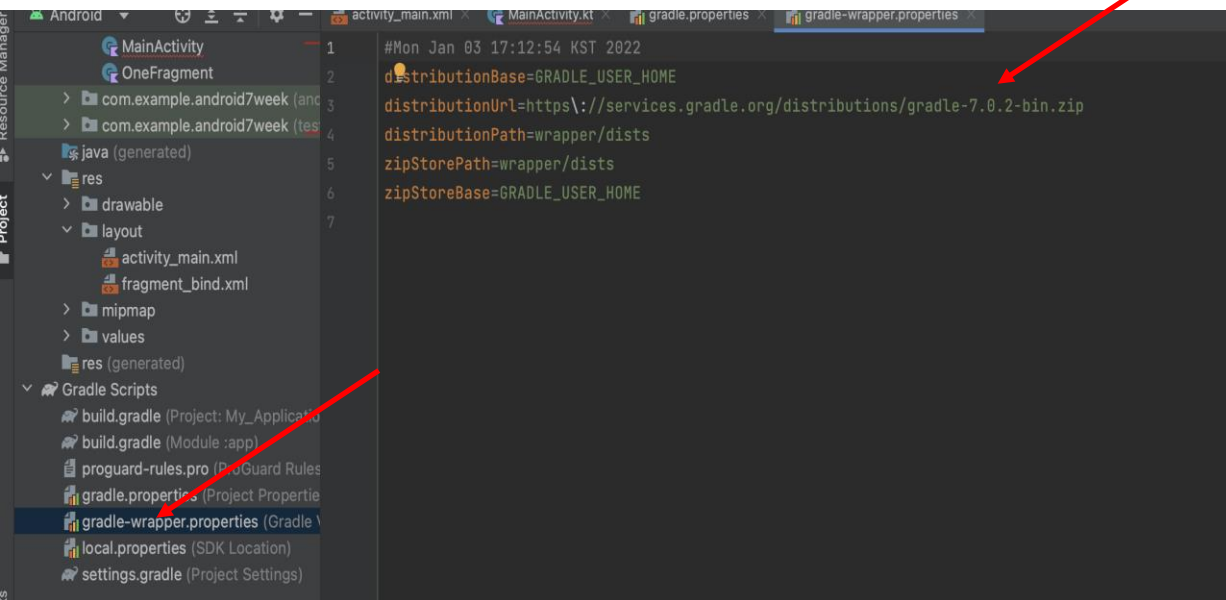 Android
activity_main.xml
MainActivity.kt
gradle.properties
gradle-wrapper.properties
Resource Manager
Project
MainActivity
OneFragment
com.example.android7week (and
com.example.android7week (tes
java (generated)
res
drawable
layout
activity_main.xml
fragment_bind.xml
mipmap
values
res (generated)
Gradle Scripts
build.gradle (Project: My_Applicatio
build.gradle (Module :app)
proguard-rules.pro (ProGuard Rules
gradle.properties (Project Propertie
gradle-wrapper.properties (Gradle
local.properties (SDK Location)
settings.gradle (Project Settings)
1 #Mon Jan 03 17:12:54 KST 2022
2 distributionBase=GRADLE_USER_HOME
3 distributionUrl=https\://services.gradle.org/distributions/gradle-7.0.2-bin.zip
4 distributionPath=wrapper/dists
5 zipStorePath=wrapper/dists
6 zipStoreBase=GRADLE_USER_HOME
7